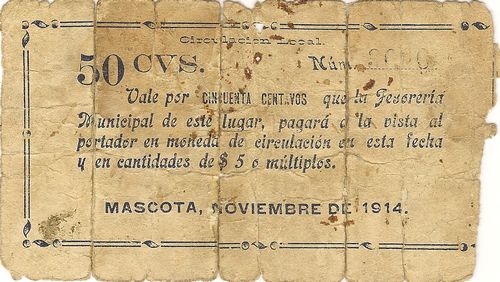 Circulación Local.
50 CVS. Núm.
Vale por CINCUENTA CENTAVOS que la Tesorería
Municipal de este lugar, pagará á la vista al
portador en moneda de circulación en esta fecha
y en cantidades de $ 5 o múltiplos.
MASCOTA, NOVIEMBRE DE 1914.